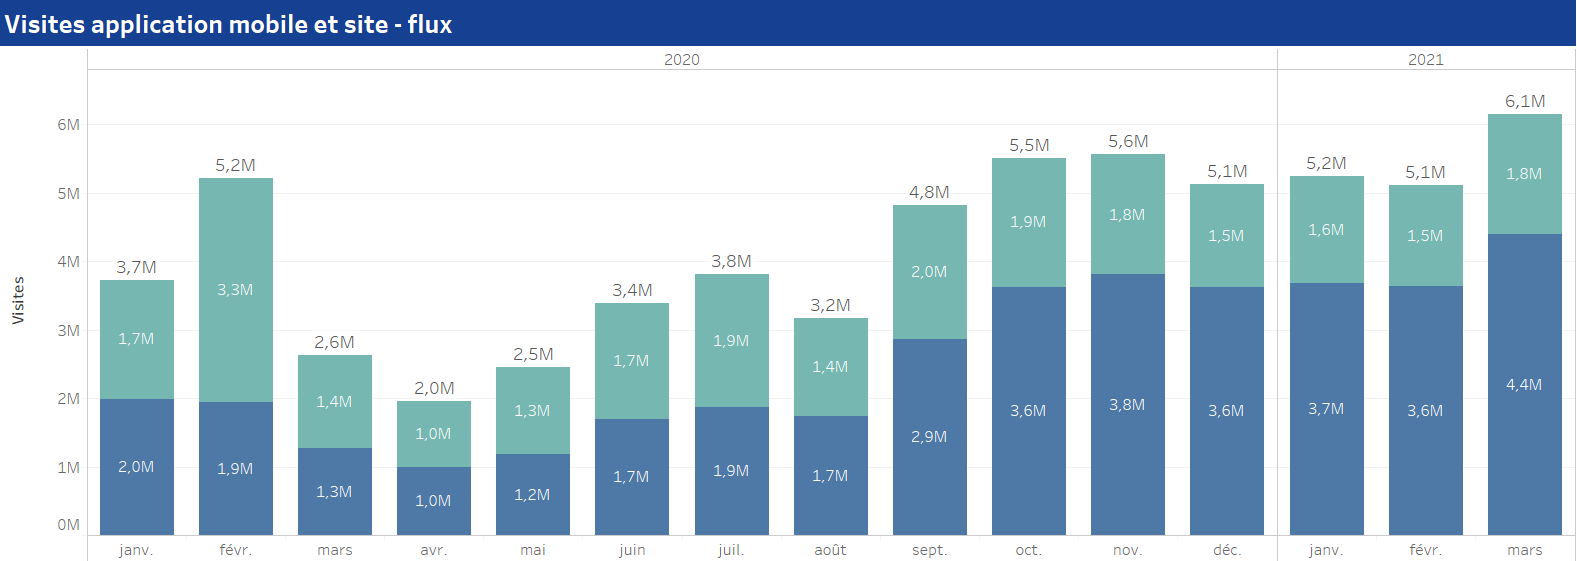 Visites application mobile et site - flux
2020
2021
Visites
6M
5M
4M
3M
2M
1M
0M
3,7M
1,7M
2,0M
5,2M
3,3M
1,9M
2,6M
1,4M
1,3M
2,0M
1,0M
1,0M
2,5M
1,3M
1,2M
3,4M
1,7M
1,7M
3,8M
1,9M
1,9M
3,2M
1,4M
1,7M
4,8M
2,0M
2,9M
5,5M
1,9M
3,6M
5,6M
1,8M
3,8M
5,1M
1,5M
3,6M
5,2M
1,6M
3,7M
5,1M
1,5M
3,6M
6,1M
1,8M
4,4M
janv.
févr.
mars
avr.
mai
juin
juil.
août
sept.
oct.
nov.
déc.
janv.
févr.
mars